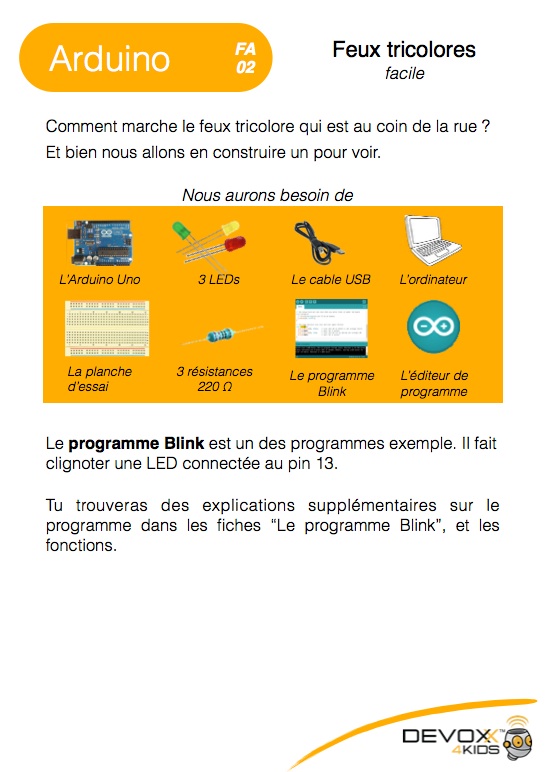 Arduino
FA
02
Feux tricolores
facile
Comment marche le feux tricolore qui est au coin de la rue ?
Et bien nous allons en construire un pour voir.
Nous aurons besoin de
L'Arduino Uno
3 LEDs
Le cable USB
L'ordinateur
La planche
d'essai
3 résistances
220 Ω
Le programme
Blink
L'éditeur de
programme
Le programme Blink est un des programmes exemple. Il fait
clignoter une LED connectée au pin 13.
Tu trouveras des explications supplémentaires sur le
programme dans les fiches “Le programme Blink”, et les
fonctions.
DEVOXX™
4KIDS